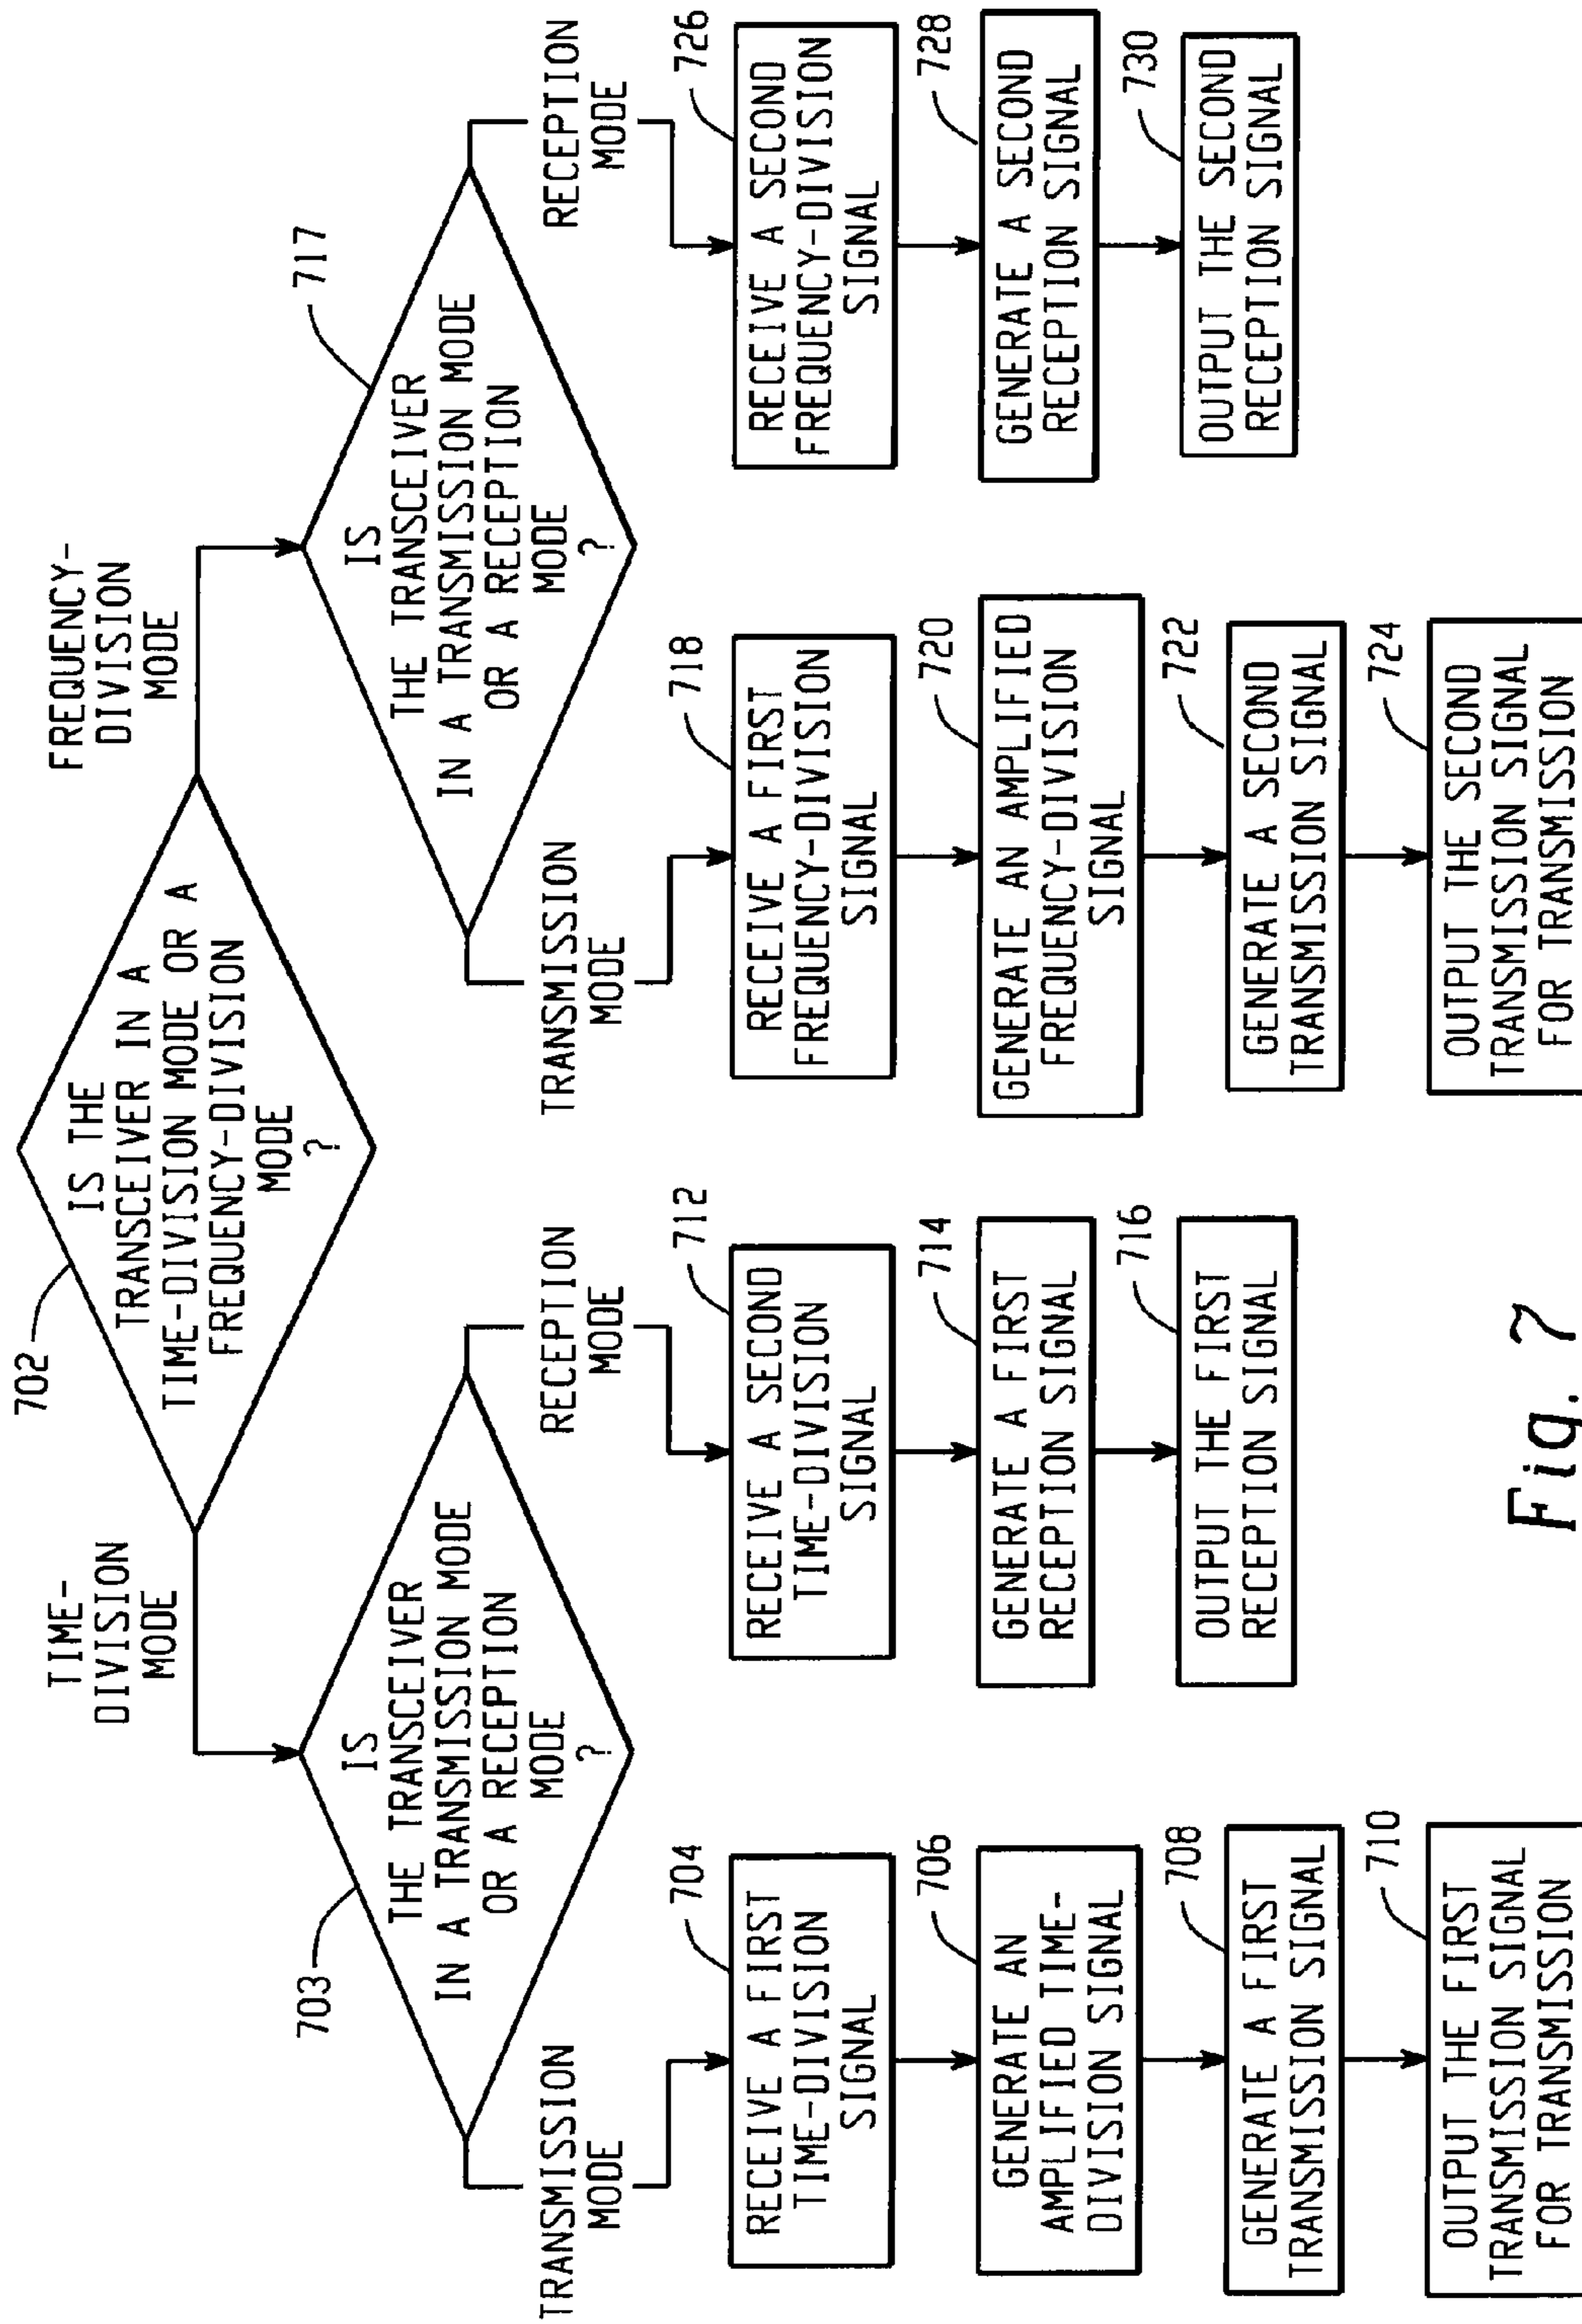 702
IS THE
TRANSCEIVER IN A
TIME-DIVISION MODE OR A
FREQUENCY-DIVISION
MODE
?
TIME-
DIVISION
MODE
FREQUENCY-
DIVISION
MODE
703
IS
THE TRANSCEIVER
IN A TRANSMISSION MODE
OR A RECEPTION
MODE
?
717
IS
THE TRANSCEIVER
IN A TRANSMISSION MODE
OR A RECEPTION
MODE
?
TRANSMISSION
MODE
RECEPTION
MODE
TRANSMISSION
MODE
RECEPTION
MODE
704
RECEIVE A FIRST
TIME-DIVISION
SIGNAL
706
GENERATE AN
AMPLIFIED TIME-
DIVISION SIGNAL
708
GENERATE A FIRST
TRANSMISSION SIGNAL
710
OUTPUT THE FIRST
TRANSMISSION SIGNAL
FOR TRANSMISSION
712
RECEIVE A SECOND
TIME-DIVISION
SIGNAL
714
GENERATE A FIRST
RECEPTION SIGNAL
716
OUTPUT THE FIRST
RECEPTION SIGNAL
718
RECEIVE A FIRST
FREQUENCY-DIVISION
SIGNAL
720
GENERATE AN AMPLIFIED
FREQUENCY-DIVISION
SIGNAL
722
GENERATE A SECOND
TRANSMISSION SIGNAL
724
OUTPUT THE SECOND
TRANSMISSION SIGNAL
FOR TRANSMISSION
726
RECEIVE A SECOND
FREQUENCY-DIVISION
SIGNAL
728
GENERATE A SECOND
RECEPTION SIGNAL
730
OUTPUT THE SECOND
RECEPTION SIGNAL
Fig. 7